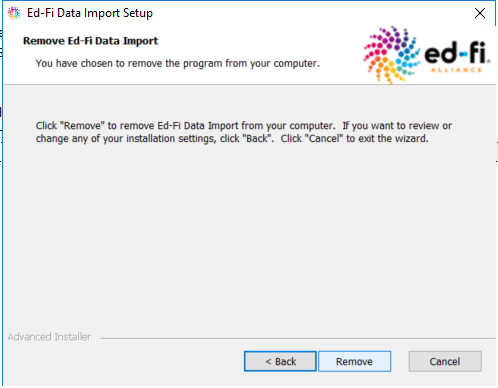 Ed-Fi Data Import Setup
Remove Ed-Fi Data Import
You have chosen to remove the program from your computer.
ed-fi
ALLIANCE
Click "Remove" to remove Ed-Fi Data Import from your computer.  If you want to review or
change any of your installation settings, click "Back".  Click "Cancel" to exit the wizard.
Advanced Installer
< Back
Remove
Cancel